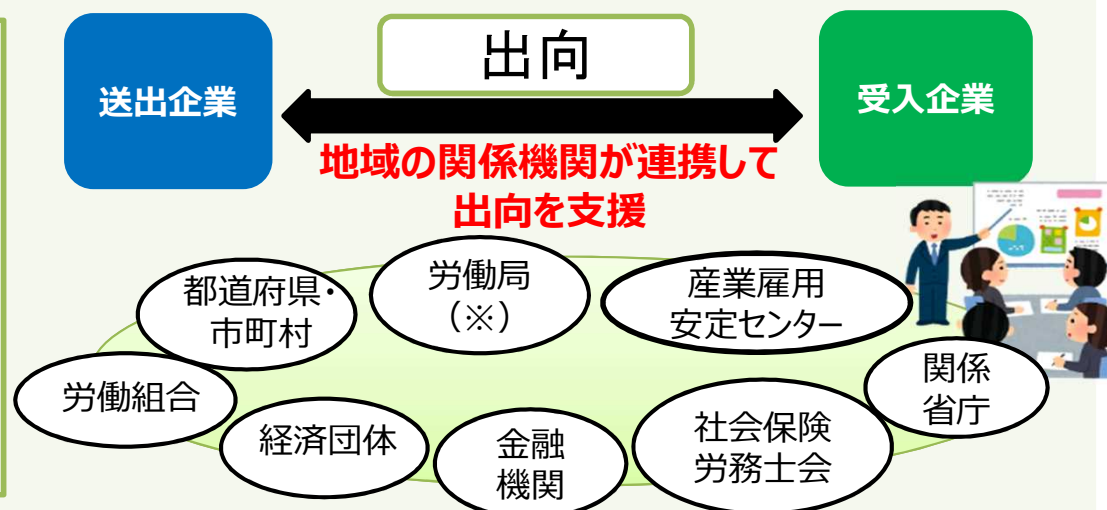 送出企業
出向
受入企業
地域の関係機関が連携して
出向を支援
都道府県・
市町村
労働局
（※）
産業雇用
安定センター
労働組合
経済団体
金融
機関
社会保険
労務士会
関係
省庁